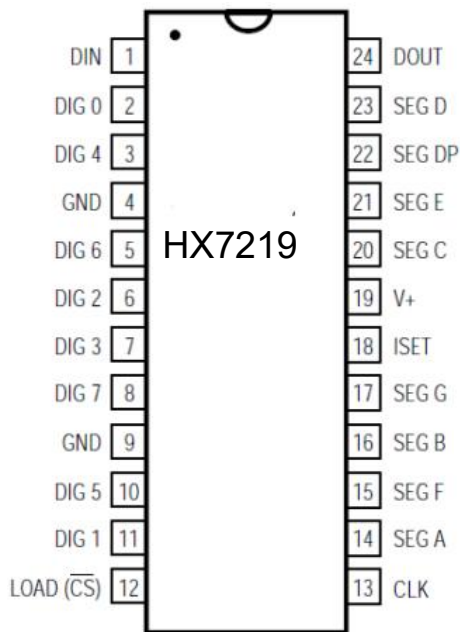 DIN 1 24 DOUT
DIG 0 2 23 SEG D
DIG 4 3 22 SEG DP
GND 4 21 SEG E
DIG 6 5 HX7219 20 SEG C
DIG 2 6 19 V+
DIG 3 7 18 ISET
DIG 7 8 17 SEG G
GND 9 16 SEG B
DIG 5 10 15 SEG F
DIG 1 11 14 SEG A
LOAD (C̅S̅) 12 13 CLK